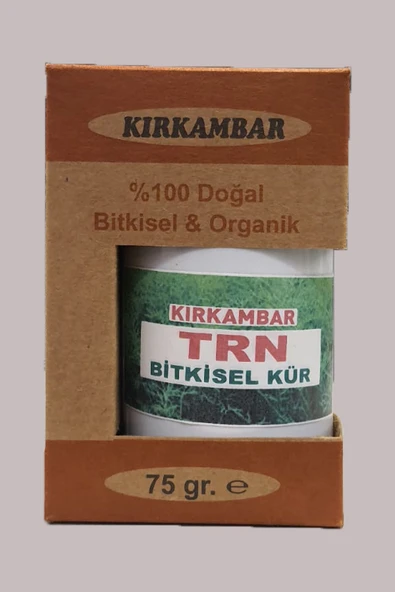 KIRKAMBAR
%100 Doğal
Bitkisel & Organik
KIRKAMBAR
TRN
BİTKİSEL KÜR
75 gr. ℮